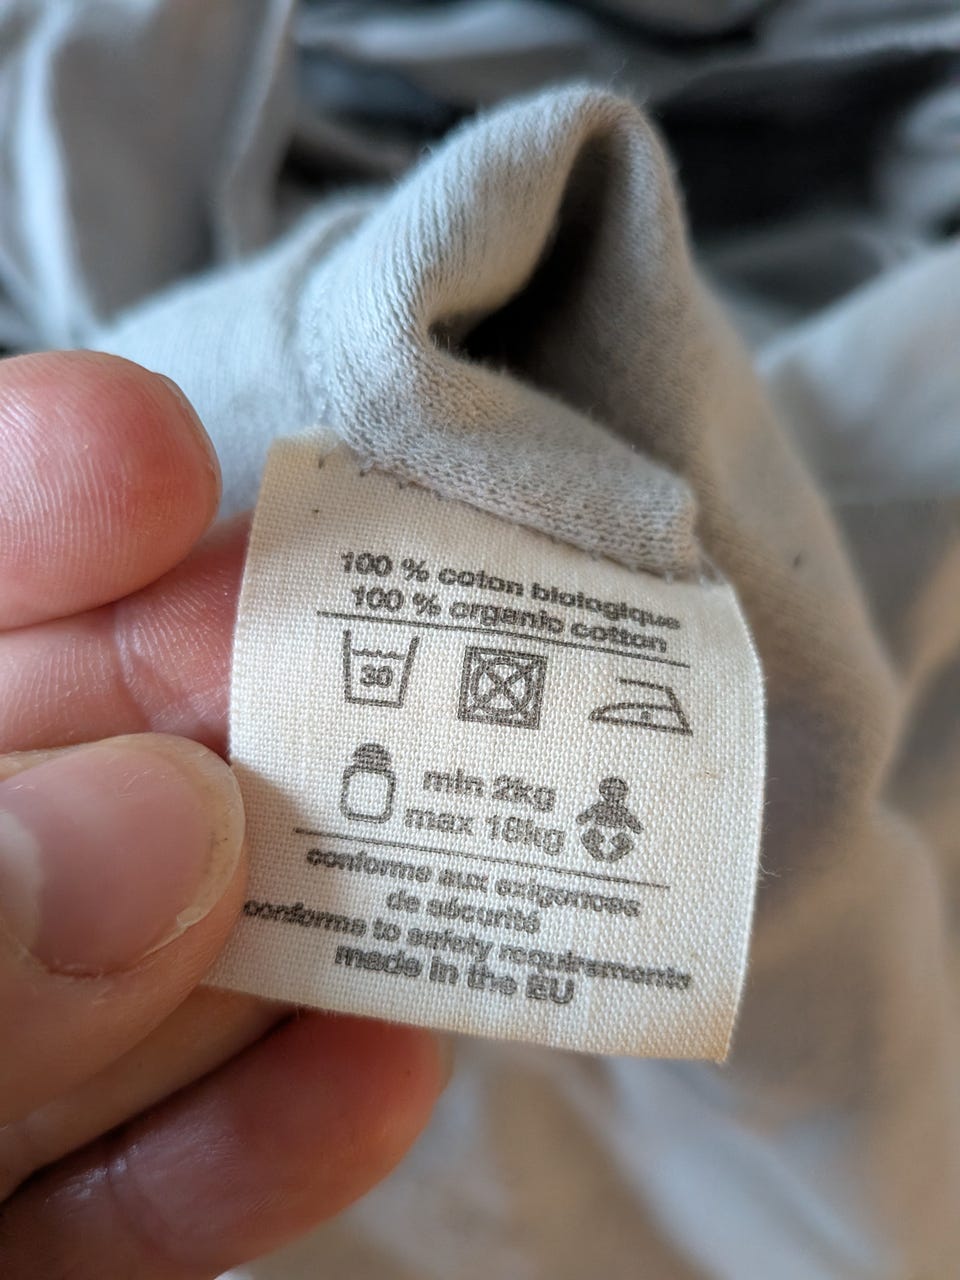 100 % coton biologique
100 % organic cotton
30
min 2kg
max 18kg
conforme aux exigences
de sécurité
conforme to safety requirements
made in the EU